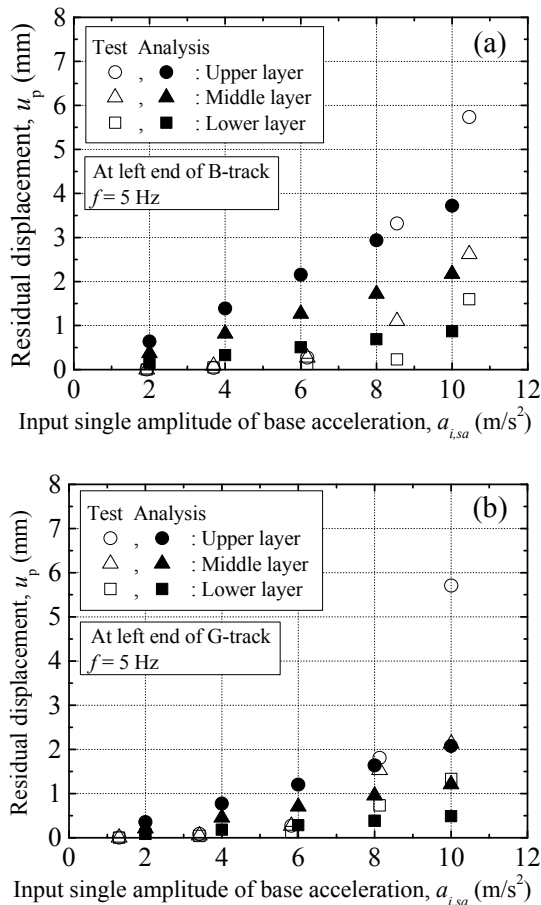 (a)
Test Analysis
○ , ● : Upper layer
△ , ▲ : Middle layer
□ , ■ : Lower layer
At left end of B-track
f = 5 Hz
Residual displacement, u_p (mm)
8
7
6
5
4
3
2
1
0
0 2 4 6 8 10 12
Input single amplitude of base acceleration, a_{i,sa} (m/s²)
(b)
Test Analysis
○ , ● : Upper layer
△ , ▲ : Middle layer
□ , ■ : Lower layer
At left end of G-track
f = 5 Hz
Residual displacement, u_p (mm)
8
7
6
5
4
3
2
1
0
0 2 4 6 8 10 12
Input single amplitude of base acceleration, a_{i,sa} (m/s²)